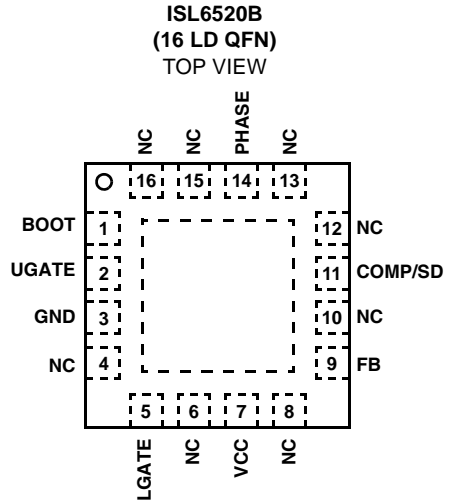 ISL6520B
(16 LD QFN)
TOP VIEW
NC
NC
PHASE
NC
16
15
14
13
BOOT 1
12 NC
UGATE 2
11 COMP/SD
GND 3
10 NC
NC 4
9 FB
5
6
7
8
LGATE
NC
VCC
NC